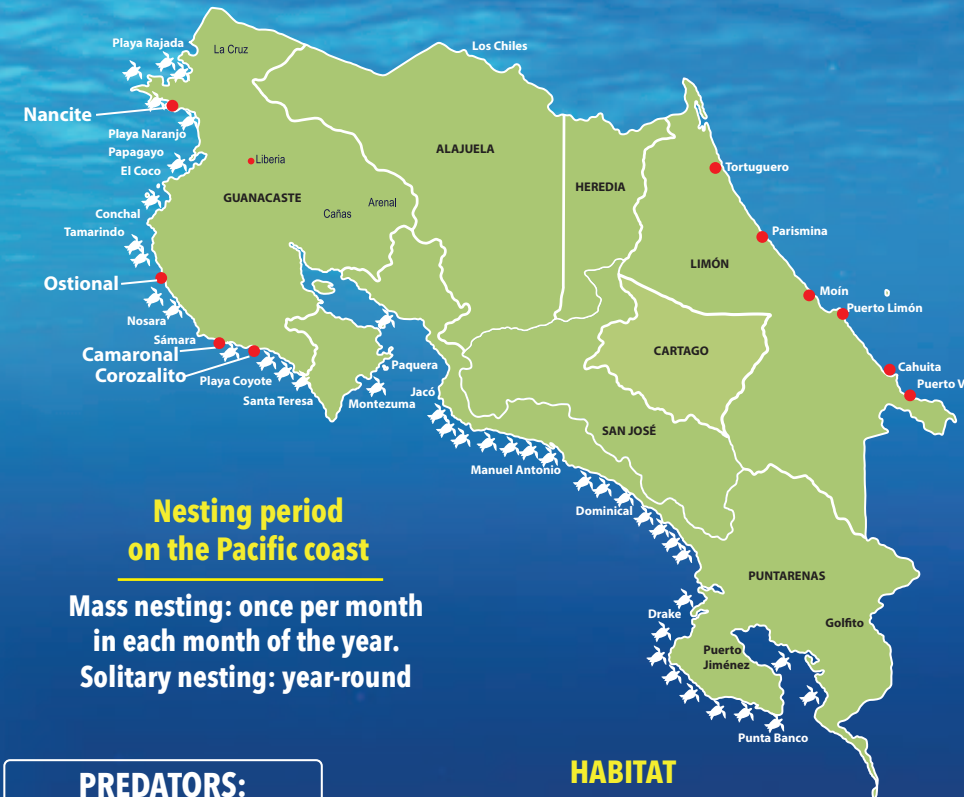 Playa Rajada
La Cruz
Los Chiles
Nancite
Playa Naranjo
Papagayo
El Coco
Liberia
ALAJUELA
HEREDIA
Tortuguero
GUANACASTE
Cañas
Arenal
Conchal
Tamarindo
Parismina
LIMÓN
Ostional
Moín
Puerto Limón
Nosara
Sámara
Camaronal
Corozalito
Playa Coyote
Santa Teresa
Montezuma
Paquera
Jacó
CARTAGO
Cahuita
Puerto V
SAN JOSÉ
Manuel Antonio
Dominical
Nesting period
on the Pacific coast
Mass nesting: once per month
in each month of the year.
Solitary nesting: year-round
PUNTARENAS
Drake
Golfito
Puerto
Jiménez
Punta Banco
PREDATORS:
HABITAT